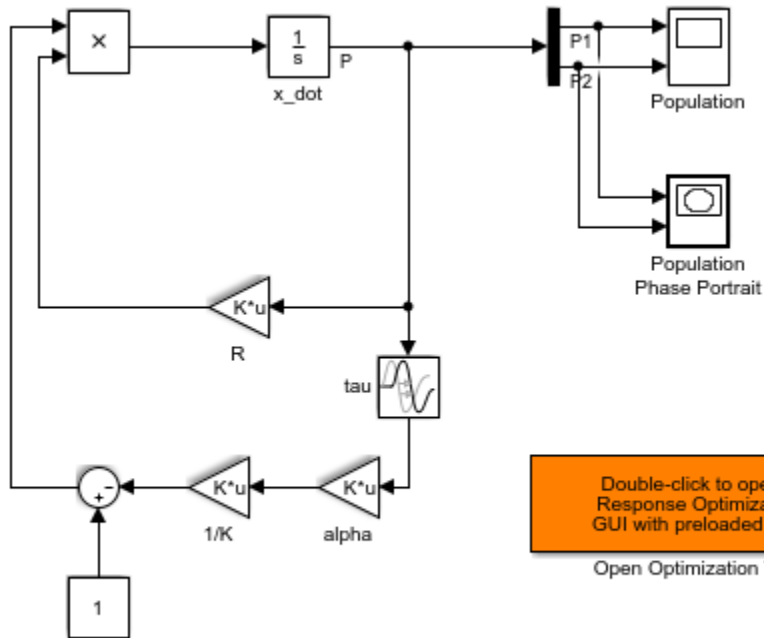 ×
1
s
P
x_dot
P1
P2
Population
Population
Phase Portrait
K*u
R
tau
K*u
1/K
K*u
alpha
-
+
1
Double-click to ope
Response Optimiza
GUI with preloaded
Open Optimization